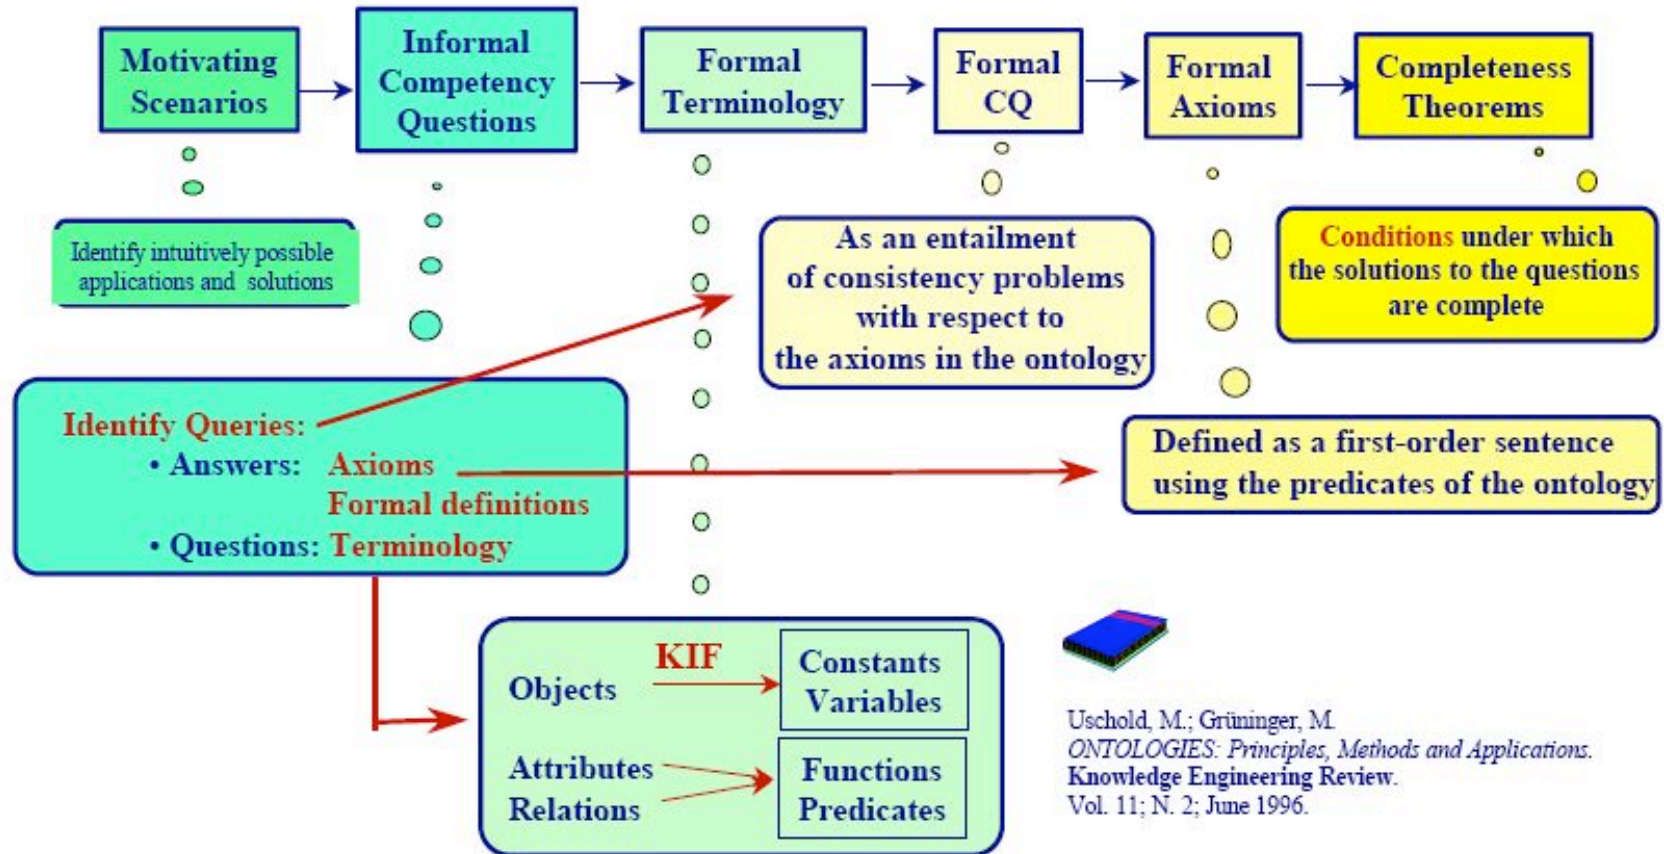 Motivating
Scenarios
Informal
Competency
Questions
Formal
Terminology
Formal
CQ
Formal
Axioms
Completeness
Theorems
Identify intuitively possible
applications and solutions
As an entailment
of consistency problems
with respect to
the axioms in the ontology
Conditions under which
the solutions to the questions
are complete
Identify Queries:
• Answers: Axioms
Formal definitions
• Questions: Terminology
Defined as a first-order sentence
using the predicates of the ontology
KIF
Objects
Constants
Variables
Attributes
Relations
Functions
Predicates
Uschold, M.; Grüninger, M.
ONTOLOGIES: Principles, Methods and Applications.
Knowledge Engineering Review.
Vol. 11; N. 2; June 1996.